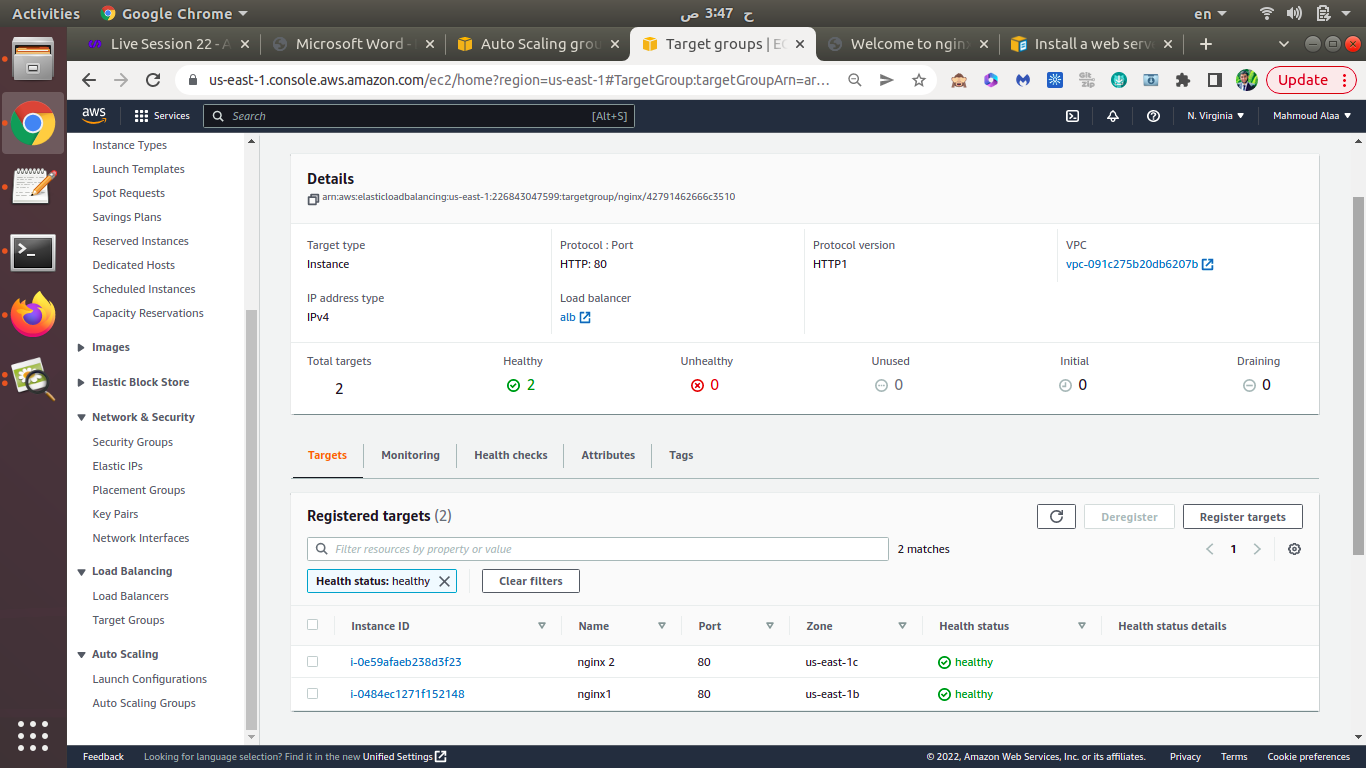 Activities Google Chrome ح 3:47 ص en
Live Session 22 - A Microsoft Word - Auto Scaling grou Target groups | EC Welcome to nginx Install a web serve
us-east-1.console.aws.amazon.com/ec2/home?region=us-east-1#TargetGroup:targetGroupArn=ar... Update
aws Services Search [Alt+S] N. Virginia Mahmoud Alaa
Instance Types
Launch Templates
Spot Requests
Savings Plans
Reserved Instances
Dedicated Hosts
Scheduled Instances
Capacity Reservations
Images
Elastic Block Store
Network & Security
Security Groups
Elastic IPs
Placement Groups
Key Pairs
Network Interfaces
Load Balancing
Load Balancers
Target Groups
Auto Scaling
Launch Configurations
Auto Scaling Groups
Details
arn:aws:elasticloadbalancing:us-east-1:226843047599:targetgroup/nginx/42791462666c3510
Target type Protocol : Port Protocol version VPC
Instance HTTP: 80 HTTP1 vpc-091c275b20db6207b
IP address type Load balancer
IPv4 alb
Total targets Healthy Unhealthy Unused Initial Draining
2 2 0 0 0 0
Targets Monitoring Health checks Attributes Tags
Registered targets (2) Deregister Register targets
Filter resources by property or value 2 matches 1
Health status: healthy Clear filters
Instance ID Name Port Zone Health status Health status details
i-0e59afaeb238d3f23 nginx 2 80 us-east-1c healthy
i-0484ec1271f152148 nginx1 80 us-east-1b healthy
Feedback Looking for language selection? Find it in the new Unified Settings © 2022, Amazon Web Services, Inc. or its affiliates. Privacy Terms Cookie preferences